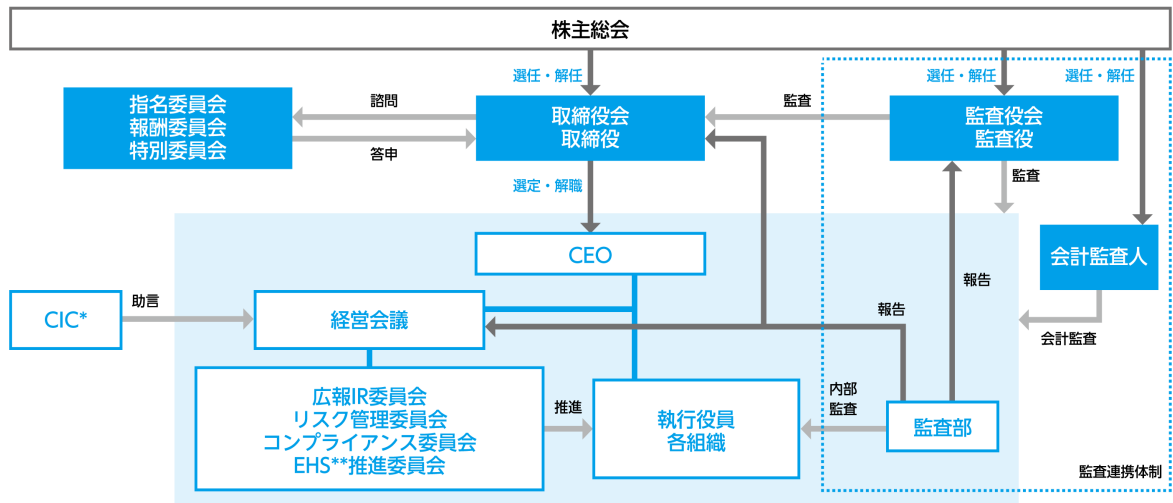 株主総会
選任・解任
選任・解任
選任・解任
指名委員会
報酬委員会
特別委員会
諮問
答申
取締役会
取締役
監査
監査役会
監査役
監査
選定・解職
CEO
会計監査人
報告
CIC*
助言
経営会議
報告
会計監査
広報IR委員会
リスク管理委員会
コンプライアンス委員会
EHS**推進委員会
推進
執行役員
各組織
内部
監査
監査部
監査連携体制